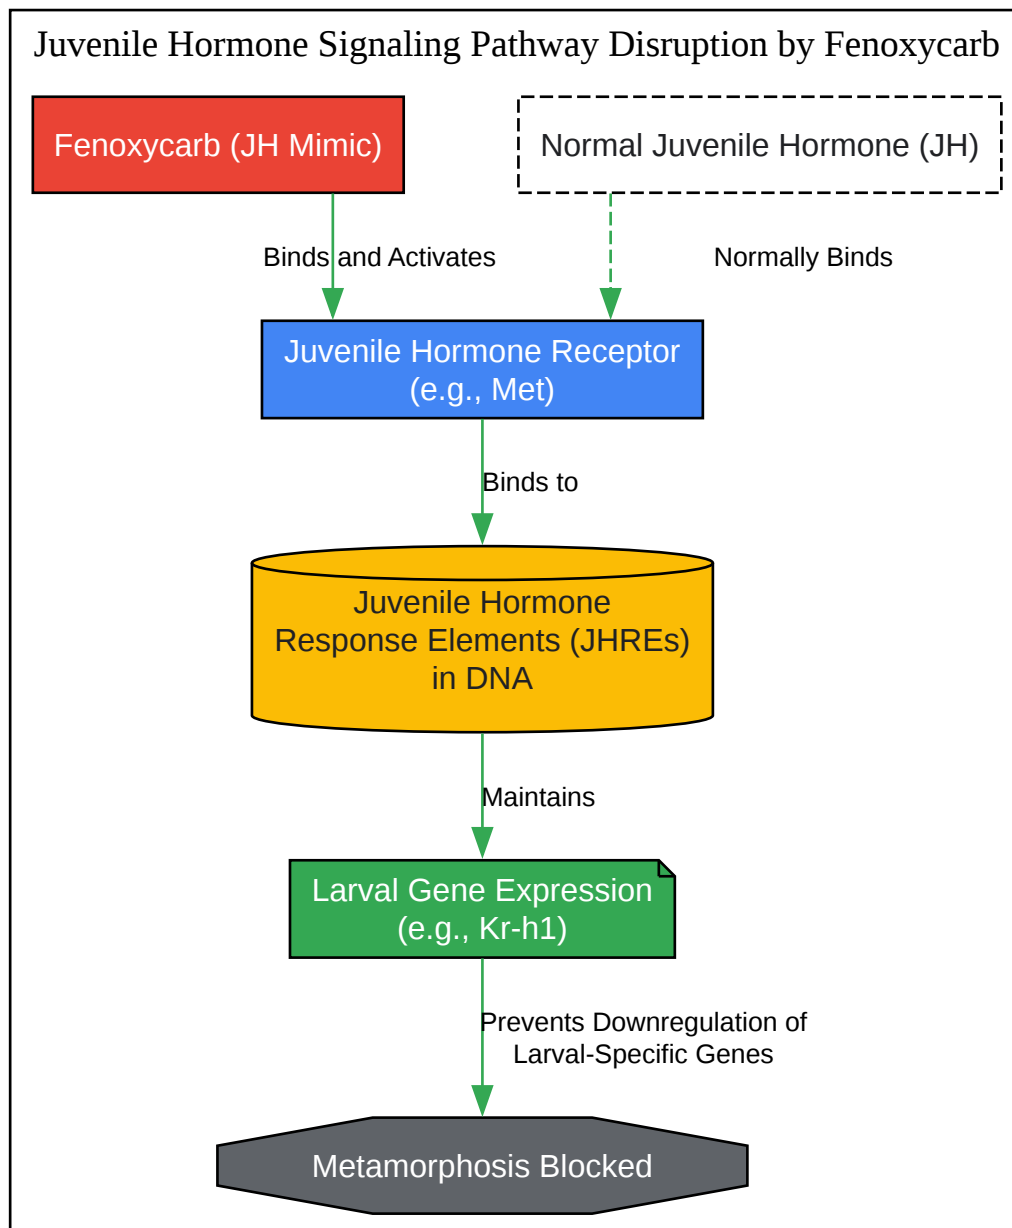 Juvenile Hormone Signaling Pathway Disruption by Fenoxycarb
Fenoxycarb (JH Mimic)
Normal Juvenile Hormone (JH)
Binds and Activates
Normally Binds
Juvenile Hormone Receptor
(e.g., Met)
Binds to
Juvenile Hormone
Response Elements (JHREs)
in DNA
Maintains
Larval Gene Expression
(e.g., Kr-h1)
Prevents Downregulation of
Larval-Specific Genes
Metamorphosis Blocked